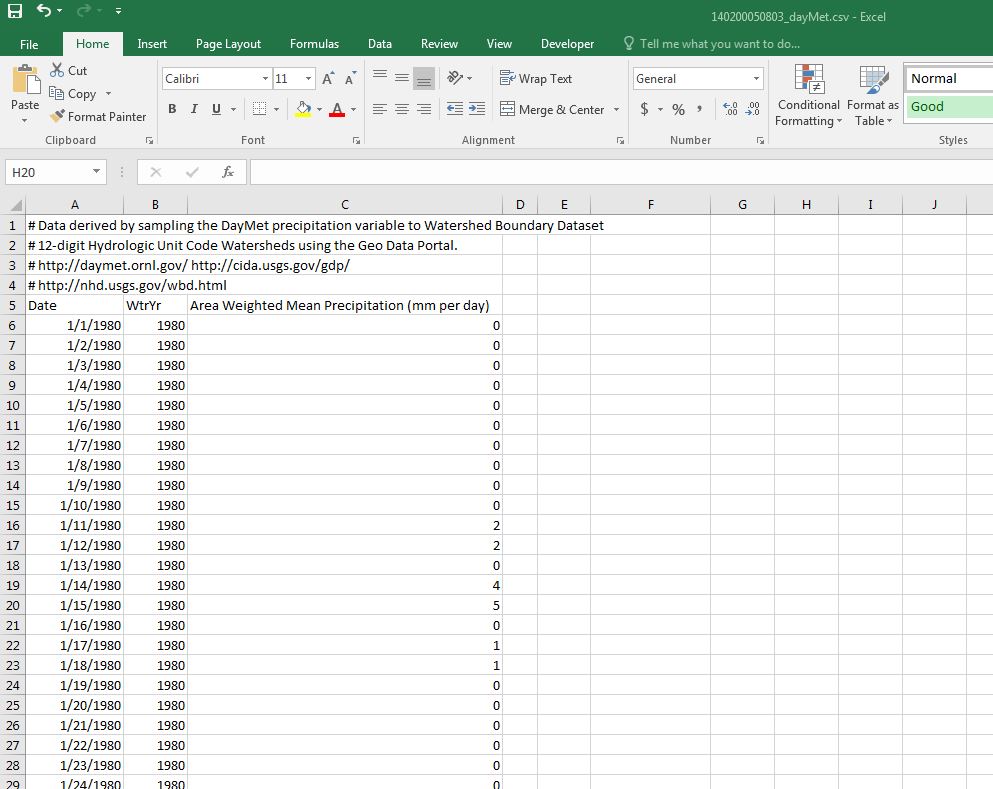 140200050803_dayMet.csv - Excel
File Home Insert Page Layout Formulas Data Review View Developer Tell me what you want to do...
Paste
Cut
Copy
Format Painter
Calibri 11
B I U
Wrap Text
Merge & Center
General
$ % ,
Conditional Formatting
Format as Table
Normal
Good
Clipboard Font Alignment Number Styles
H20 fx
A B C D E F G H I J
1 # Data derived by sampling the DayMet precipitation variable to Watershed Boundary Dataset
2 # 12-digit Hydrologic Unit Code Watersheds using the Geo Data Portal.
3 # http://daymet.ornl.gov/ http://cida.usgs.gov/gdp/
4 # http://nhd.usgs.gov/wbd.html
5 Date WtrYr Area Weighted Mean Precipitation (mm per day)
6 1/1/1980 1980 0
7 1/2/1980 1980 0
8 1/3/1980 1980 0
9 1/4/1980 1980 0
10 1/5/1980 1980 0
11 1/6/1980 1980 0
12 1/7/1980 1980 0
13 1/8/1980 1980 0
14 1/9/1980 1980 0
15 1/10/1980 1980 0
16 1/11/1980 1980 2
17 1/12/1980 1980 2
18 1/13/1980 1980 0
19 1/14/1980 1980 4
20 1/15/1980 1980 5
21 1/16/1980 1980 0
22 1/17/1980 1980 1
23 1/18/1980 1980 1
24 1/19/1980 1980 0
25 1/20/1980 1980 0
26 1/21/1980 1980 0
27 1/22/1980 1980 0
28 1/23/1980 1980 0
29 1/24/1980 1980 0